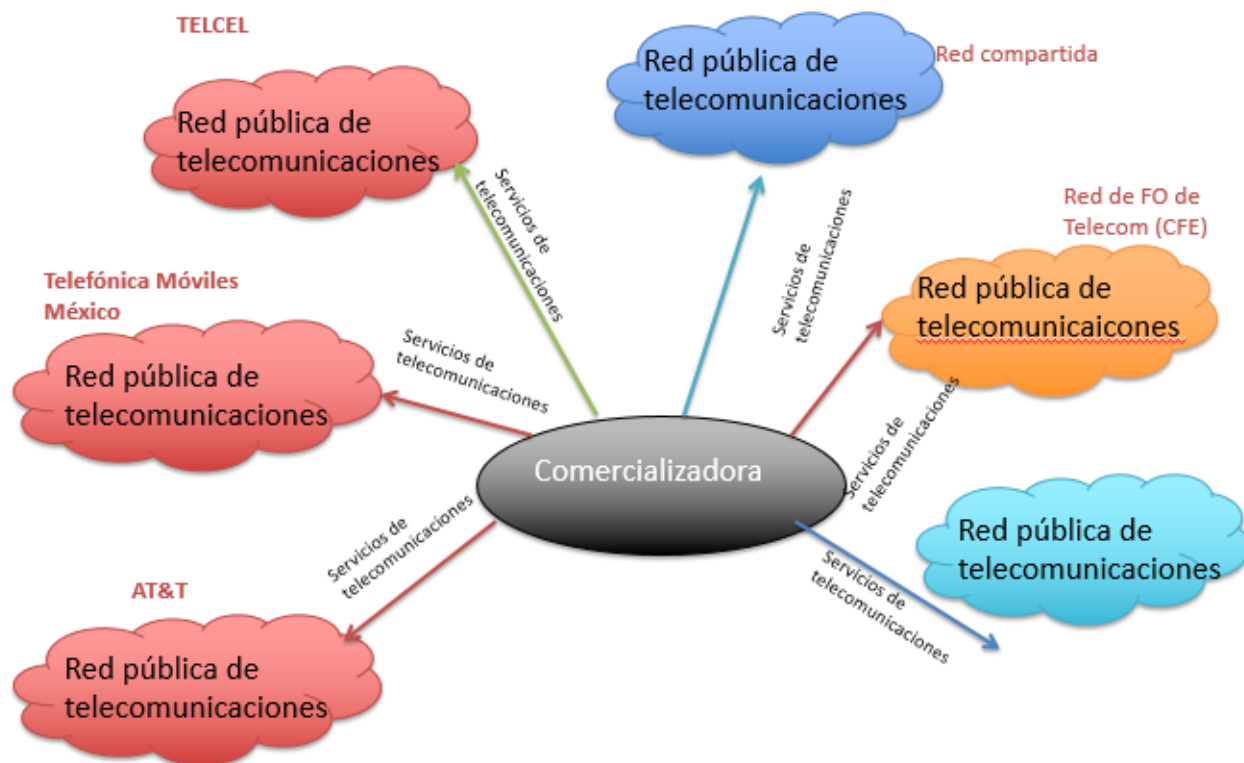 TELCEL
Red pública de
telecomunicaciones
Red pública de
telecomunicaciones
Red compartida
Servicios de
telecomunicaciones
Servicios de
telecomunicaciones
Red de FO de
Telecom (CFE)
Red pública de
telecomunicaicones
Telefónica Móviles
México
Red pública de
telecomunicaciones
Servicios de
telecomunicaciones
Comercializadora
Servicios de
telecomunicaciones
Red pública de
telecomunicaciones
Servicios de
telecomunicaciones
Servicios de
telecomunicaciones
AT&T
Red pública de
telecomunicaciones